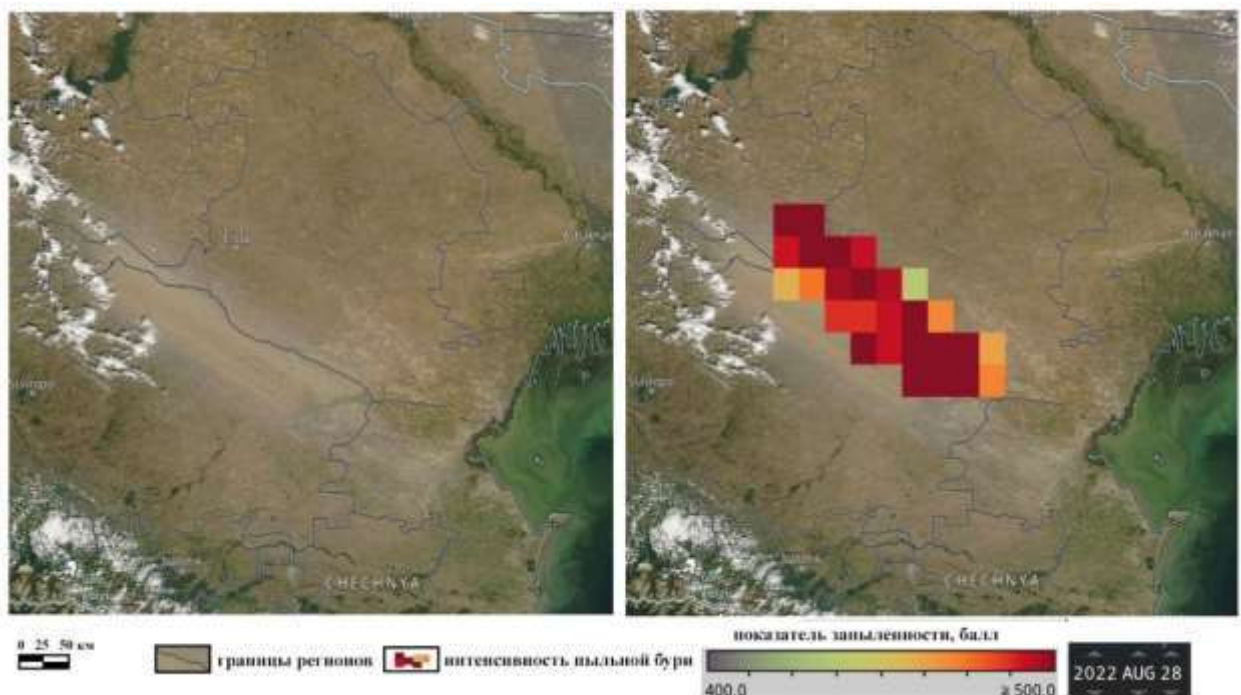 CHECHNYA
CHECHNYA
0 25 50 км
границы регионов
интенсивность пыльной бури
показатель запыленности, балл
400.0
≥ 500.0
2022 AUG 28